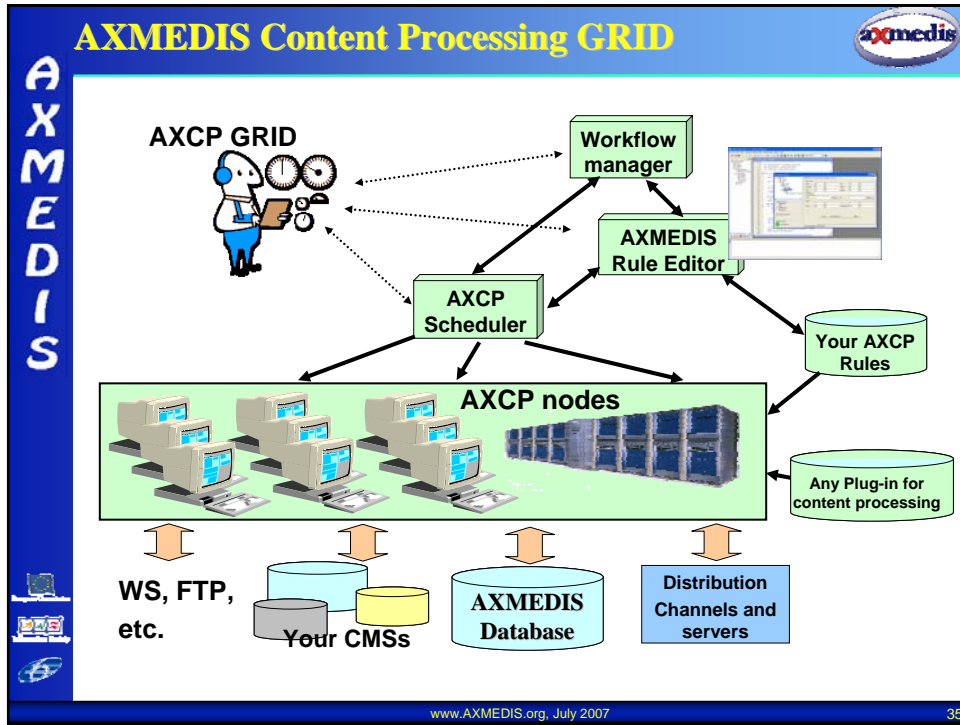 AXMEDIS Content Processing GRID
axmedis
AXMEDIS
AXCP GRID
Workflow
manager
AXMEDIS
Rule Editor
AXCP
Scheduler
Your AXCP
Rules
AXCP nodes
Any Plug-in for
content processing
WS, FTP,
etc.
Your CMSs
AXMEDIS
Database
Distribution
Channels and
servers
www.AXMEDIS.org, July 2007
35